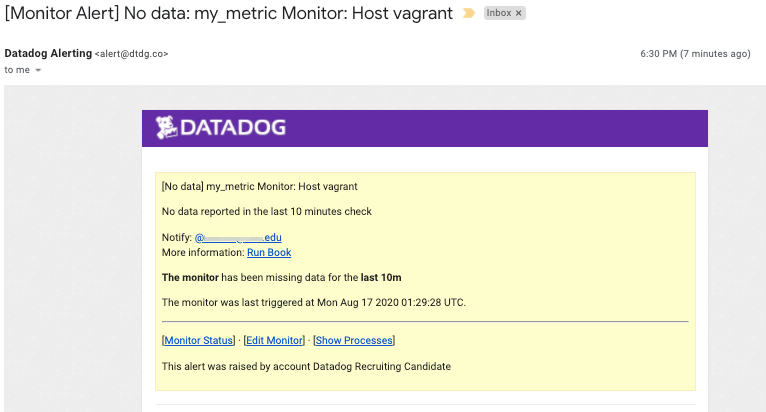 [Monitor Alert] No data: my_metric Monitor: Host vagrant
Inbox ×
Datadog Alerting <alert@dtdg.co>
6:30 PM (7 minutes ago)
to me
DATADOG
[No data] my_metric Monitor: Host vagrant
No data reported in the last 10 minutes check
Notify: @ .edu
More information: Run Book
The monitor has been missing data for the last 10m
The monitor was last triggered at Mon Aug 17 2020 01:29:28 UTC.
[Monitor Status] · [Edit Monitor] · [Show Processes]
This alert was raised by account Datadog Recruiting Candidate